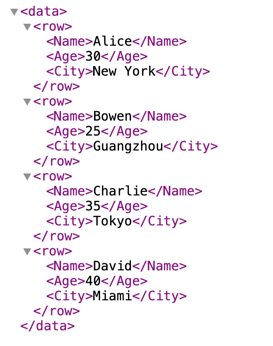 <data>
<row>
<Name>Alice</Name>
<Age>30</Age>
<City>New York</City>
</row>
<row>
<Name>Bowen</Name>
<Age>25</Age>
<City>Guangzhou</City>
</row>
<row>
<Name>Charlie</Name>
<Age>35</Age>
<City>Tokyo</City>
</row>
<row>
<Name>David</Name>
<Age>40</Age>
<City>Miami</City>
</row>
</data>